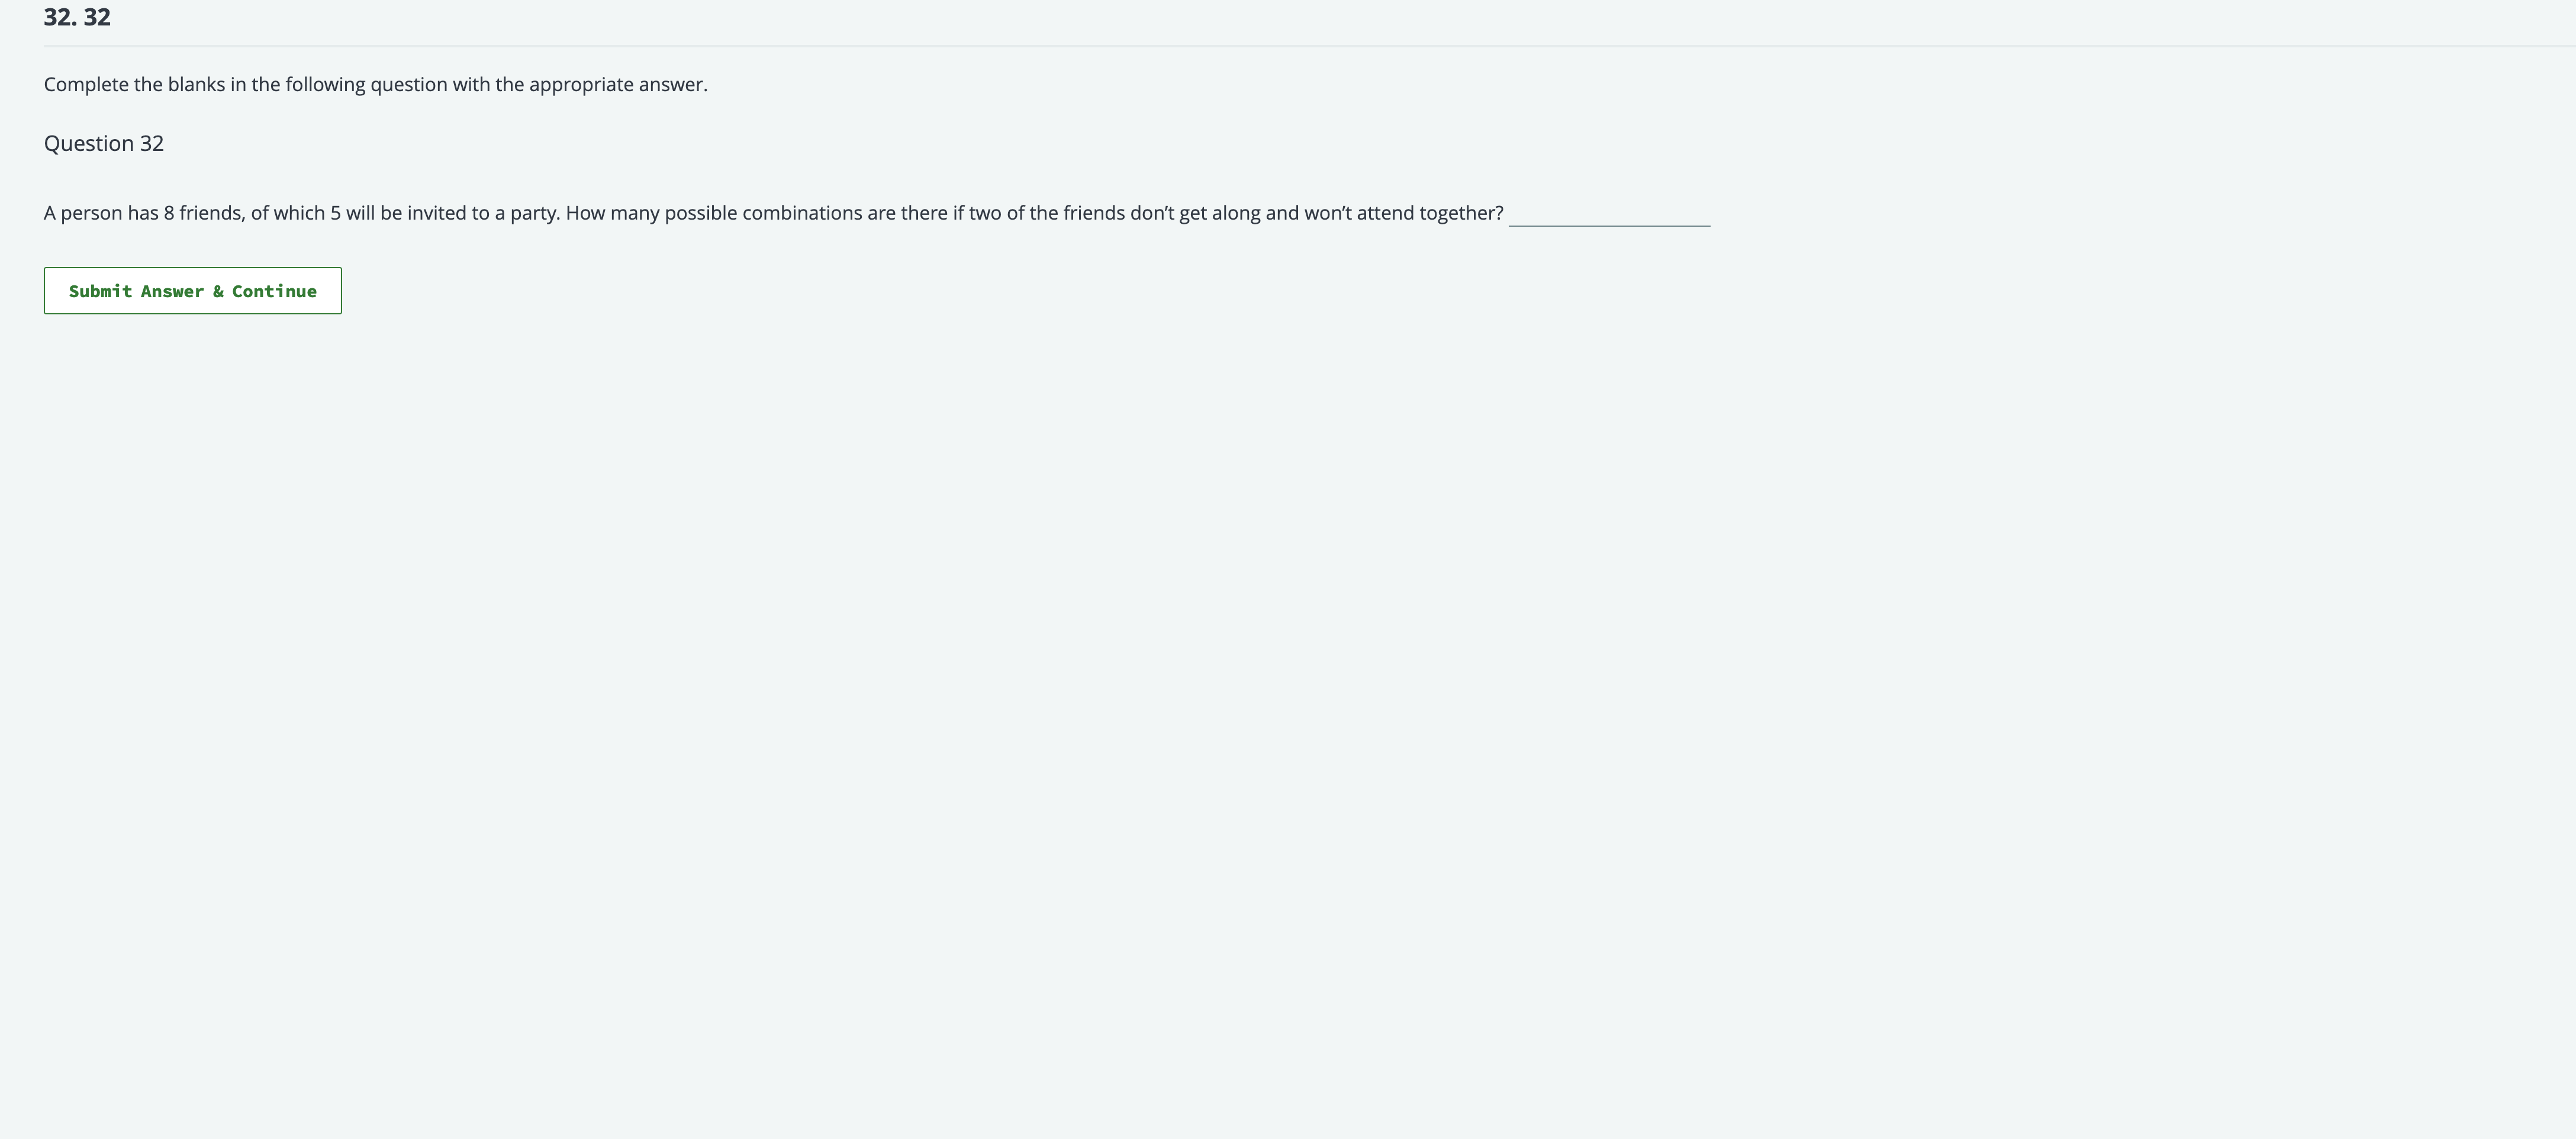 32. 32
Complete the blanks in the following question with the appropriate answer.
Question 32
A person has 8 friends, of which 5 will be invited to a party. How many possible combinations are there if two of the friends don’t get along and won’t attend together?
Submit Answer & Continue